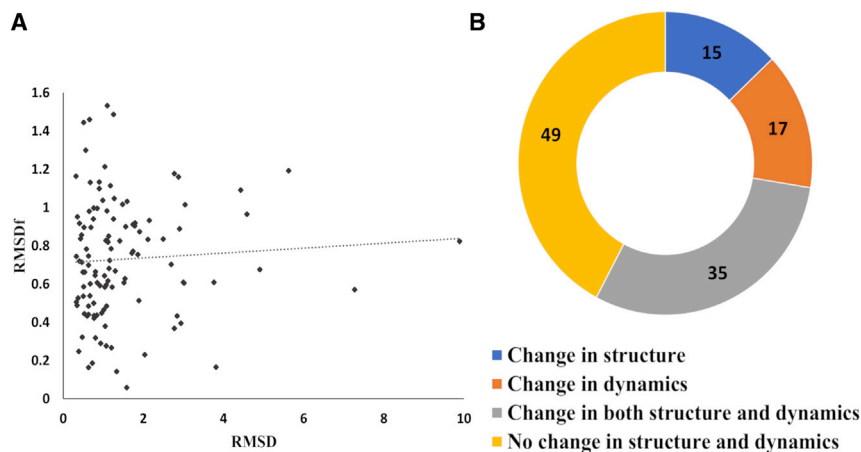 A
RMSDf
1.6
1.4
1.2
1
0.8
0.6
0.4
0.2
0
0 2 4 6 8 10
RMSD
B
15
17
35
49
Change in structure
Change in dynamics
Change in both structure and dynamics
No change in structure and dynamics